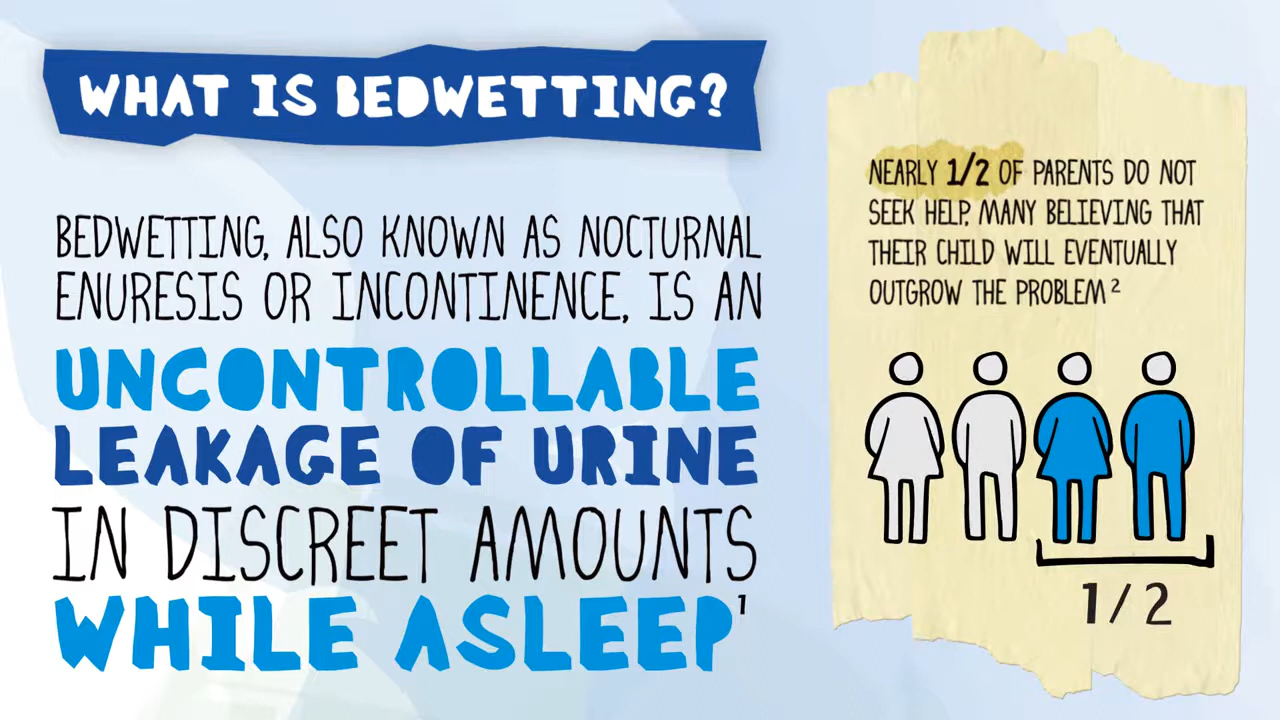 WHAT IS BEDWETTING?
BEDWETTING, ALSO KNOWN AS NOCTURNAL
ENURESIS OR INCONTINENCE, IS AN
UNCONTROLLABLE
LEAKAGE OF URINE
IN DISCREET AMOUNTS
WHILE ASLEEP¹
NEARLY 1/2 OF PARENTS DO NOT
SEEK HELP, MANY BELIEVING THAT
THEIR CHILD WILL EVENTUALLY
OUTGROW THE PROBLEM²
1/2